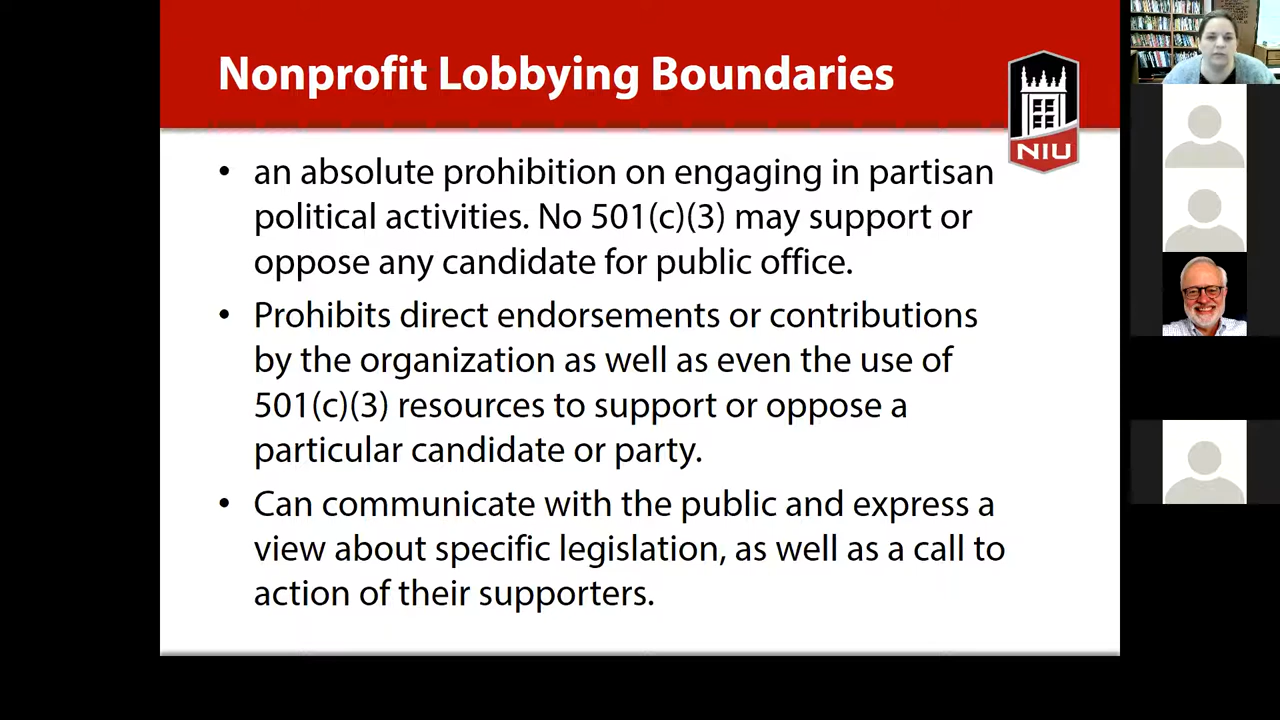 Nonprofit Lobbying Boundaries
NIU
• an absolute prohibition on engaging in partisan
political activities. No 501(c)(3) may support or
oppose any candidate for public office.
• Prohibits direct endorsements or contributions
by the organization as well as even the use of
501(c)(3) resources to support or oppose a
particular candidate or party.
• Can communicate with the public and express a
view about specific legislation, as well as a call to
action of their supporters.